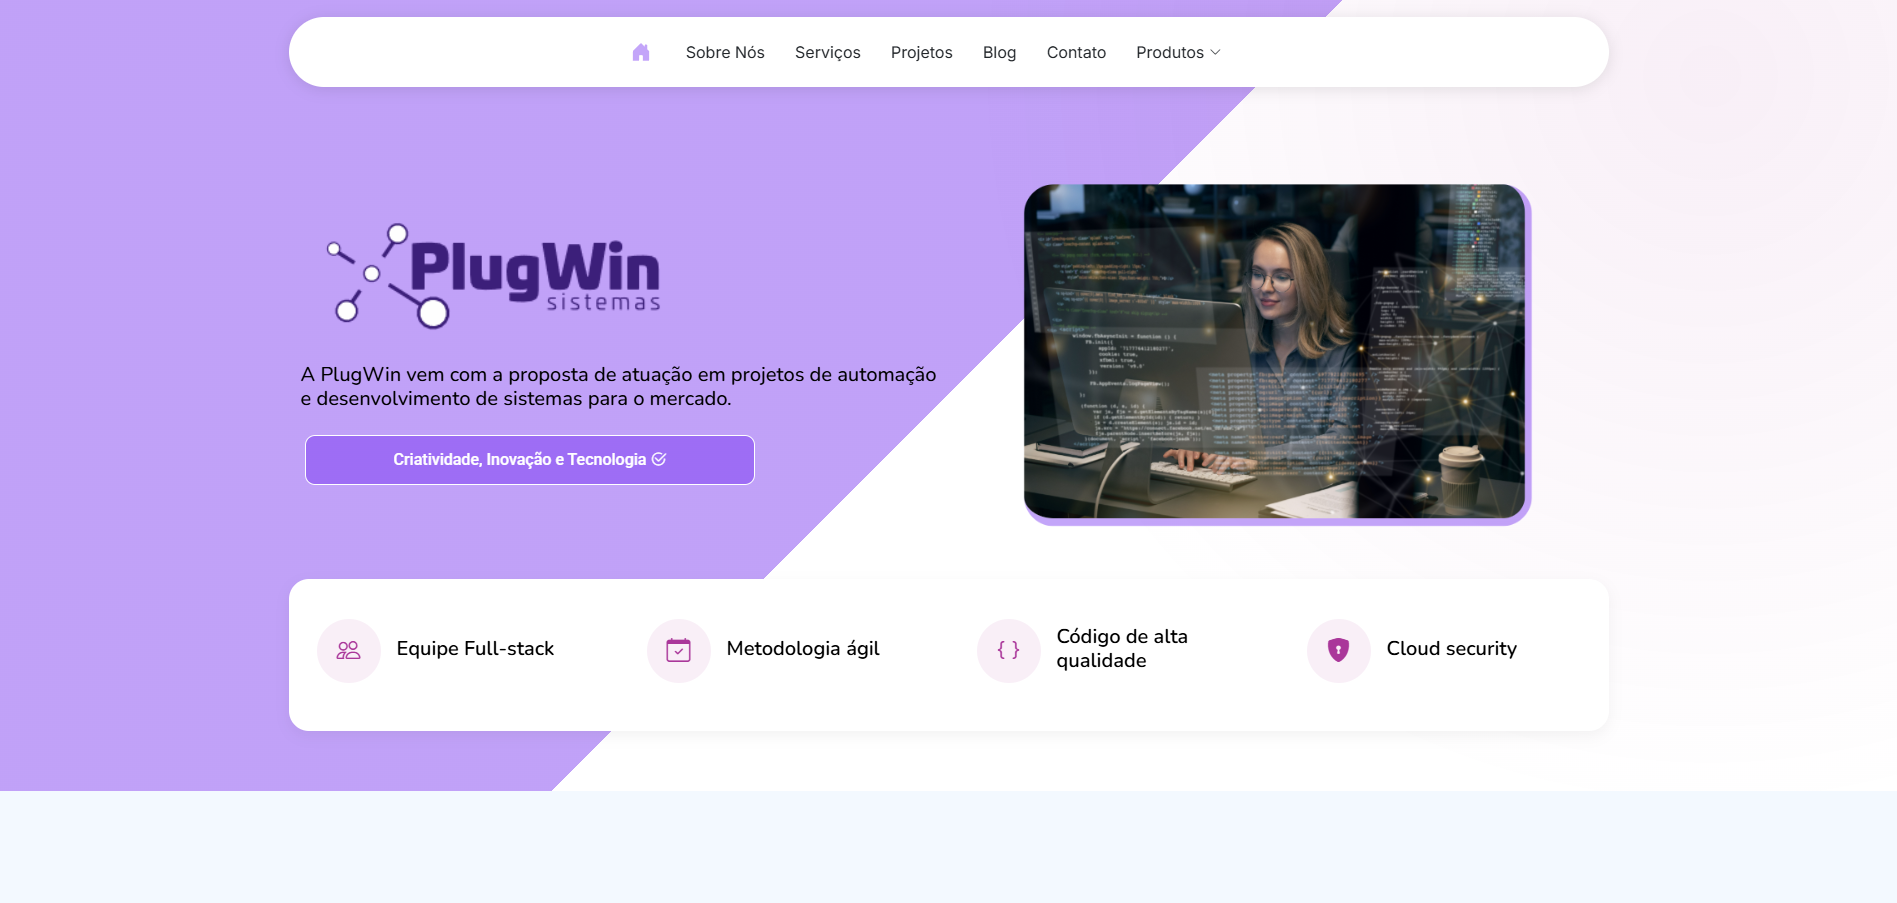 Sobre Nós Serviços Projetos Blog Contato Produtos
PlugWin
sistemas
A PlugWin vem com a proposta de atuação em projetos de automação
e desenvolvimento de sistemas para o mercado.
Criatividade, Inovação e Tecnologia
Equipe Full-stack
Metodologia ágil
Código de alta
qualidade
Cloud security